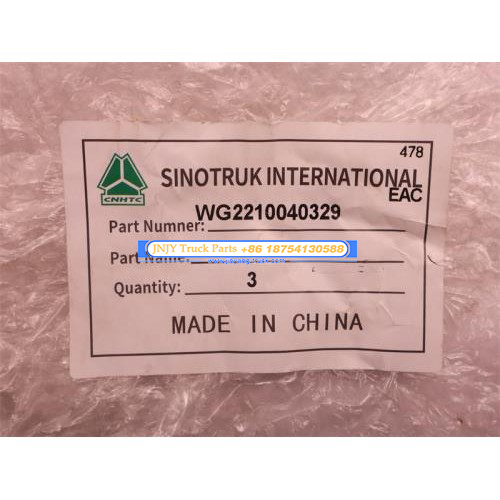 478
CNHTC
SINOTRUK INTERNATIONAL
EAC
Part Numner: WG2210040329
Part Name:
JNJY Truck Parts +86 18754130588
Quantity: 3
MADE IN CHINA